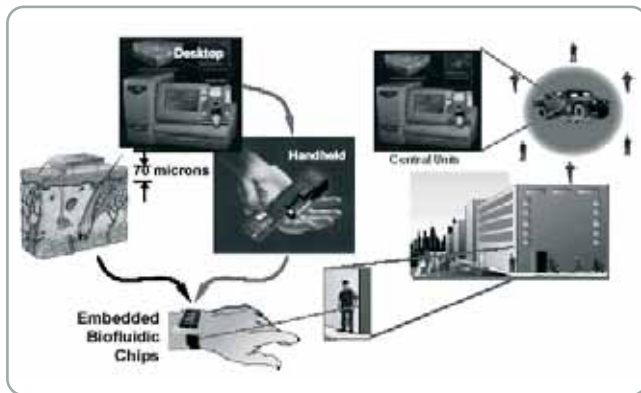 Desktop
70 microns
Handheld
Central Units
Embedded
Biofluidic
Chips